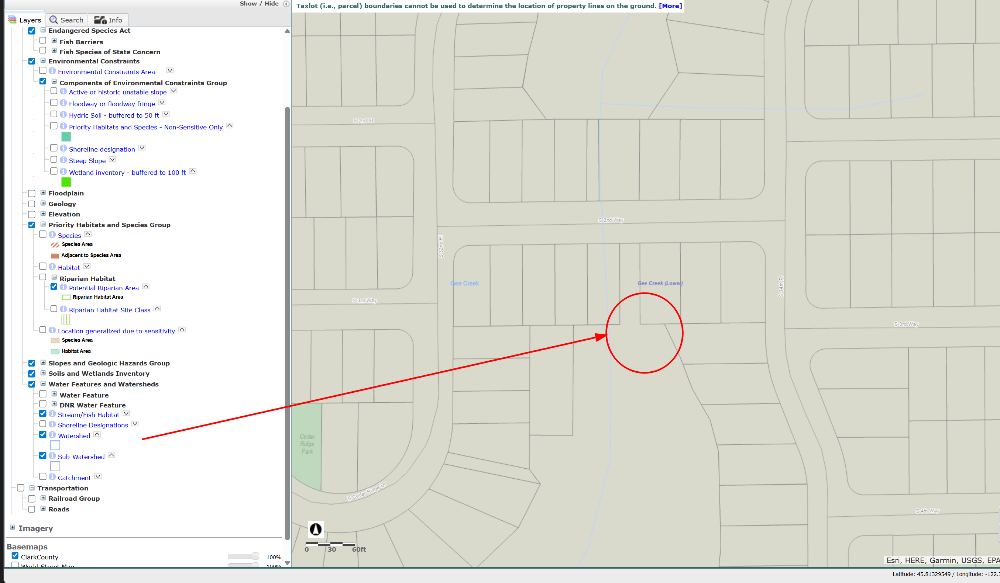 Show / Hide
Layers
Search
Info
Endangered Species Act
Fish Barriers
Fish Species of State Concern
Environmental Constraints
Environmental Constraints Area
Components of Environmental Constraints Group
Active or historic unstable slope
Floodway or floodway fringe
Hydric Soil - buffered to 50 ft
Priority Habitats and Species - Non-Sensitive Only
Shoreline designation
Steep Slope
Wetland inventory - buffered to 100 ft
Floodplain
Geology
Elevation
Priority Habitats and Species Group
Species
Species Area
Adjacent to Species Area
Habitat
Riparian Habitat
Potential Riparian Area
Riparian Habitat Area
Riparian Habitat Site Class
Location generalized due to sensitivity
Species Area
Habitat Area
Slopes and Geologic Hazards Group
Soils and Wetlands Inventory
Water Features and Watersheds
Water Feature
DNR Water Feature
Stream/Fish Habitat
Shoreline Designations
Watershed
Sub-Watershed
Catchment
Transportation
Railroad Group
Roads
Imagery
Basemaps
ClarkCounty
100%
World Street Map
100%
Taxlot (i.e., parcel) boundaries cannot be used to determine the location of property lines on the ground. [More]
S 2nd St
S 2nd Way
S 32nd Pl
Gee Creek
Gee Creek (Lower)
S 34th Pl
S 3rd Way
S 3rd Way
Cedar
Ridge
Park
S Cedar Ridge Dr
S 4th Way
0 30 60ft
Esri, HERE, Garmin, USGS, EPA
Latitude: 45.81329549 / Longitude: -122.